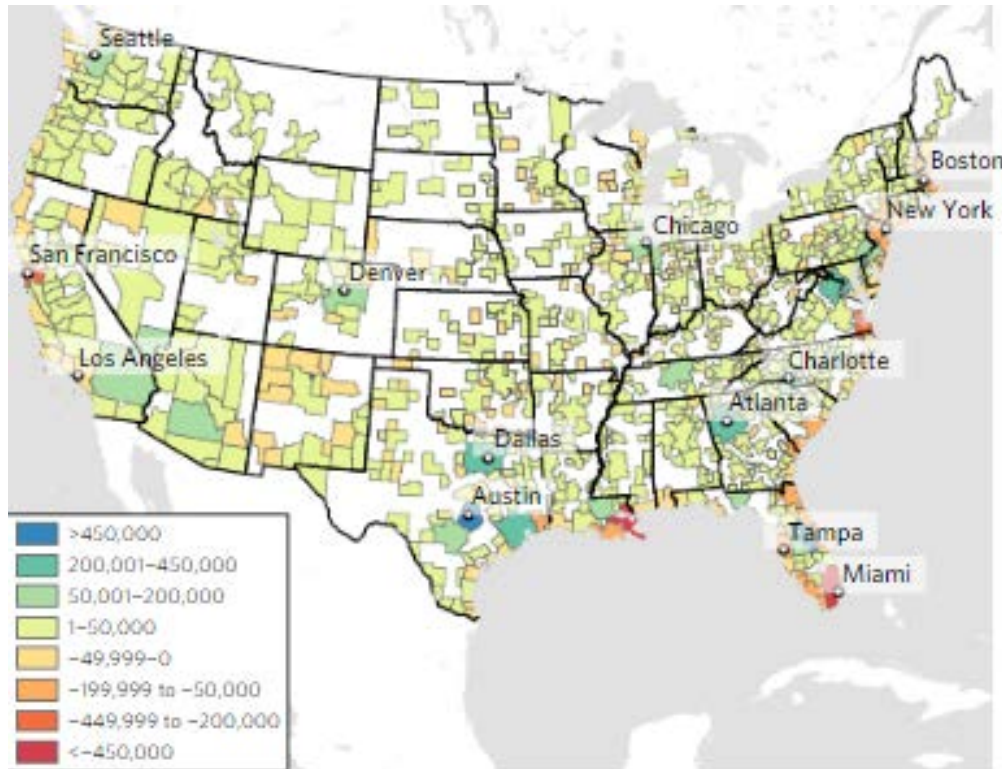 Seattle
Boston
New York
Chicago
San Francisco
Denver
Los Angeles
Charlotte
Atlanta
Dallas
Austin
Tampa
Miami
>450,000
200,001–450,000
50,001–200,000
1–50,000
−49,999–0
−199,999 to −50,000
−449,999 to −200,000
<−450,000